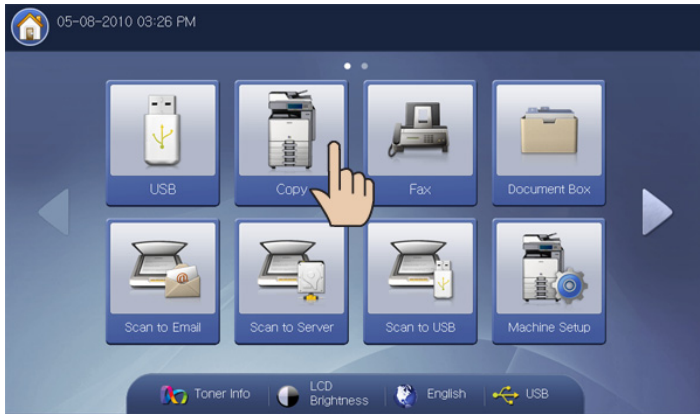 05-08-2010 03:26 PM
USB
Copy
Fax
Document Box
Scan to Email
Scan to Server
Scan to USB
Machine Setup
Toner Info
LCD
Brightness
English
USB